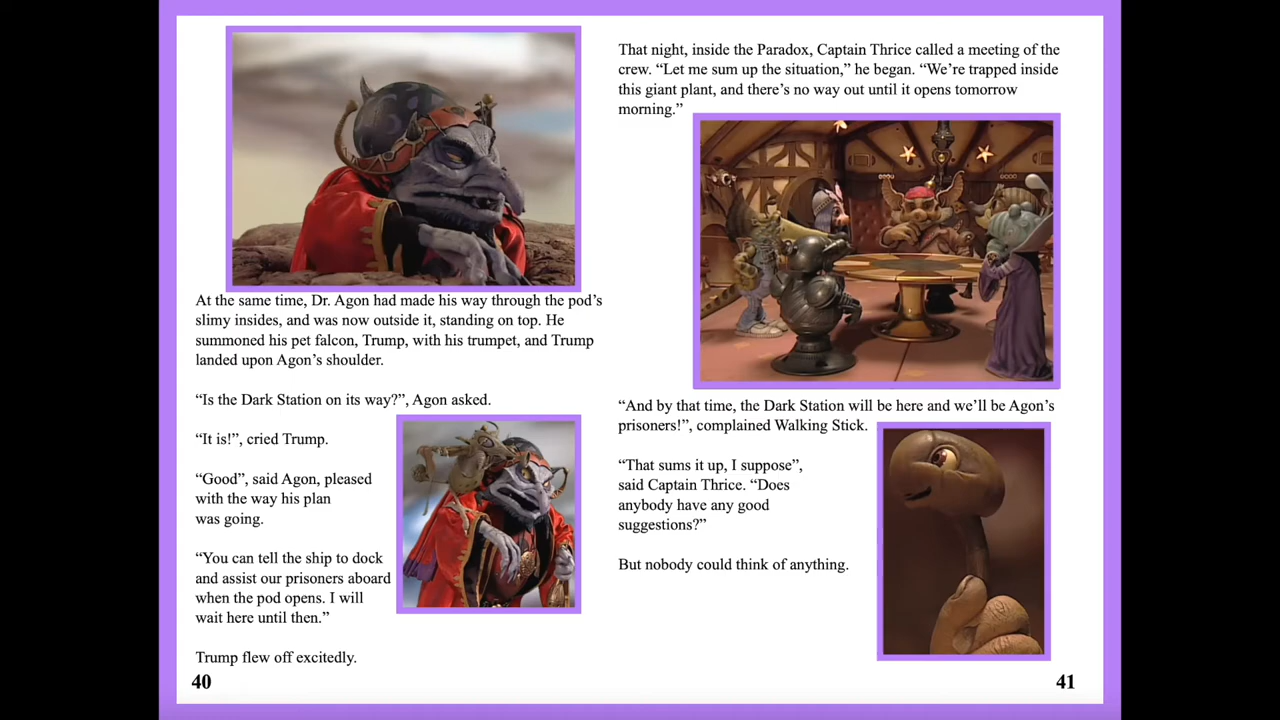 At the same time, Dr. Agon had made his way through the pod’s
slimy insides, and was now outside it, standing on top. He
summoned his pet falcon, Trump, with his trumpet, and Trump
landed upon Agon’s shoulder.
“Is the Dark Station on its way?”, Agon asked.
“It is!”, cried Trump.
“Good”, said Agon, pleased
with the way his plan
was going.
“You can tell the ship to dock
and assist our prisoners aboard
when the pod opens. I will
wait here until then.”
Trump flew off excitedly.
40
That night, inside the Paradox, Captain Thrice called a meeting of the
crew. “Let me sum up the situation,” he began. “We’re trapped inside
this giant plant, and there’s no way out until it opens tomorrow
morning.”
“And by that time, the Dark Station will be here and we’ll be Agon’s
prisoners!”, complained Walking Stick.
“That sums it up, I suppose”,
said Captain Thrice. “Does
anybody have any good
suggestions?”
But nobody could think of anything.
41